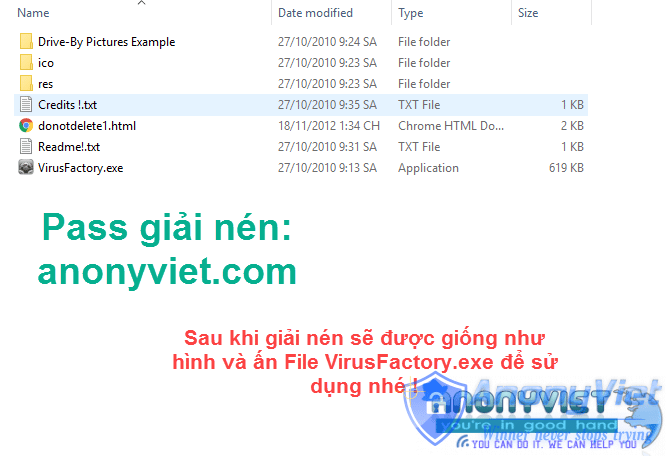 Name Date modified Type Size
Drive-By Pictures Example 27/10/2010 9:24 SA File folder
ico 27/10/2010 9:23 SA File folder
res 27/10/2010 9:23 SA File folder
Credits !.txt 27/10/2010 9:35 SA TXT File 1 KB
donotdelete1.html 18/11/2012 1:34 CH Chrome HTML Do... 2 KB
Readme!.txt 27/10/2010 9:31 SA TXT File 1 KB
VirusFactory.exe 27/10/2010 9:13 SA Application 619 KB
Pass giải nén:
anonyviet.com
Sau khi giải nén sẽ được giống như
hình và ấn File VirusFactory.exe để sử
dụng nhé !
AnonyViet
ANONYVIET
you're in good hand
Winner never stops trying
YOU CAN DO IT. WE CAN HELP YOU